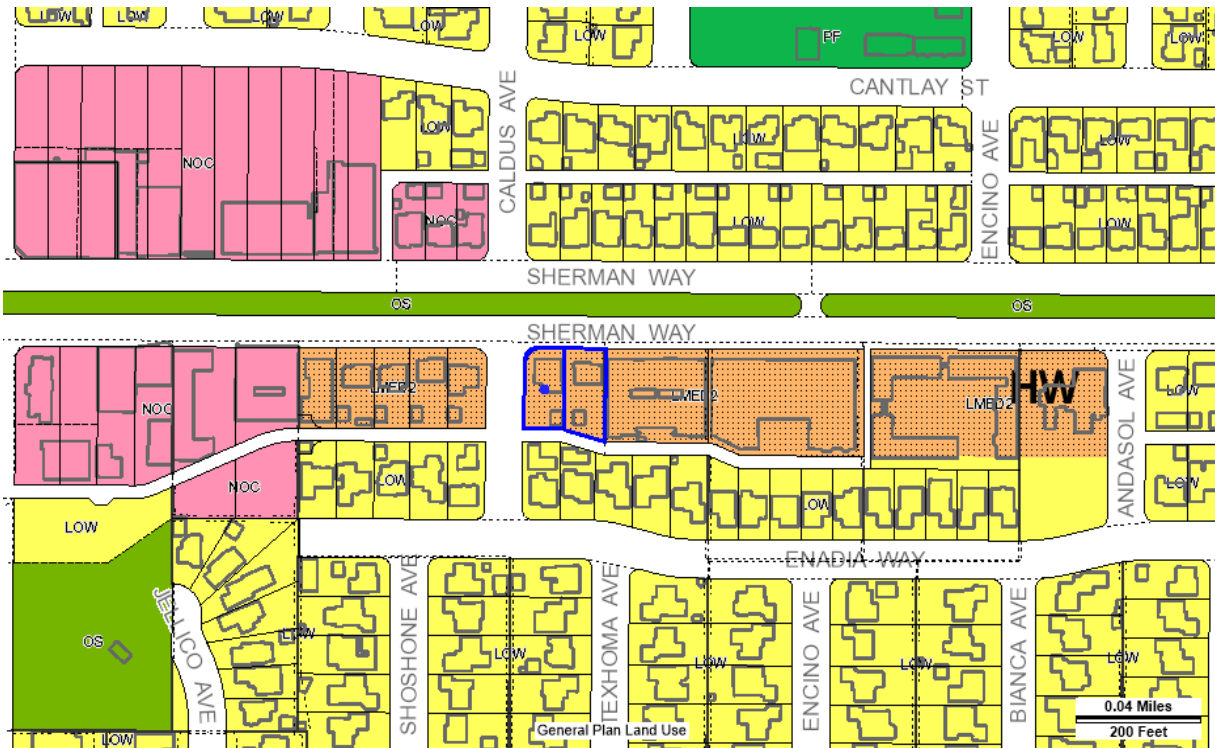 LOW
LOW
LOW
LOW
LOW
PF
LOW
LOW
CANTLAY ST
CALDUS AVE
LOW
LOW
LOW
ENCINO AVE
NOC
NOC
LOW
LOW
SHERMAN WAY
OS
OS
SHERMAN WAY
LMED2
LMED2
LMED2
HW
ANDASOL AVE
LOW
NOC
NOC
LOW
LOW
LOW
LOW
ENADIA WAY
JELLICO AVE
SHOSHONE AVE
TEXHOMA AVE
ENCINO AVE
BIANCA AVE
OS
LOW
LOW
LOW
LOW
LOW
LOW
General Plan Land Use
0.04 Miles
200 Feet